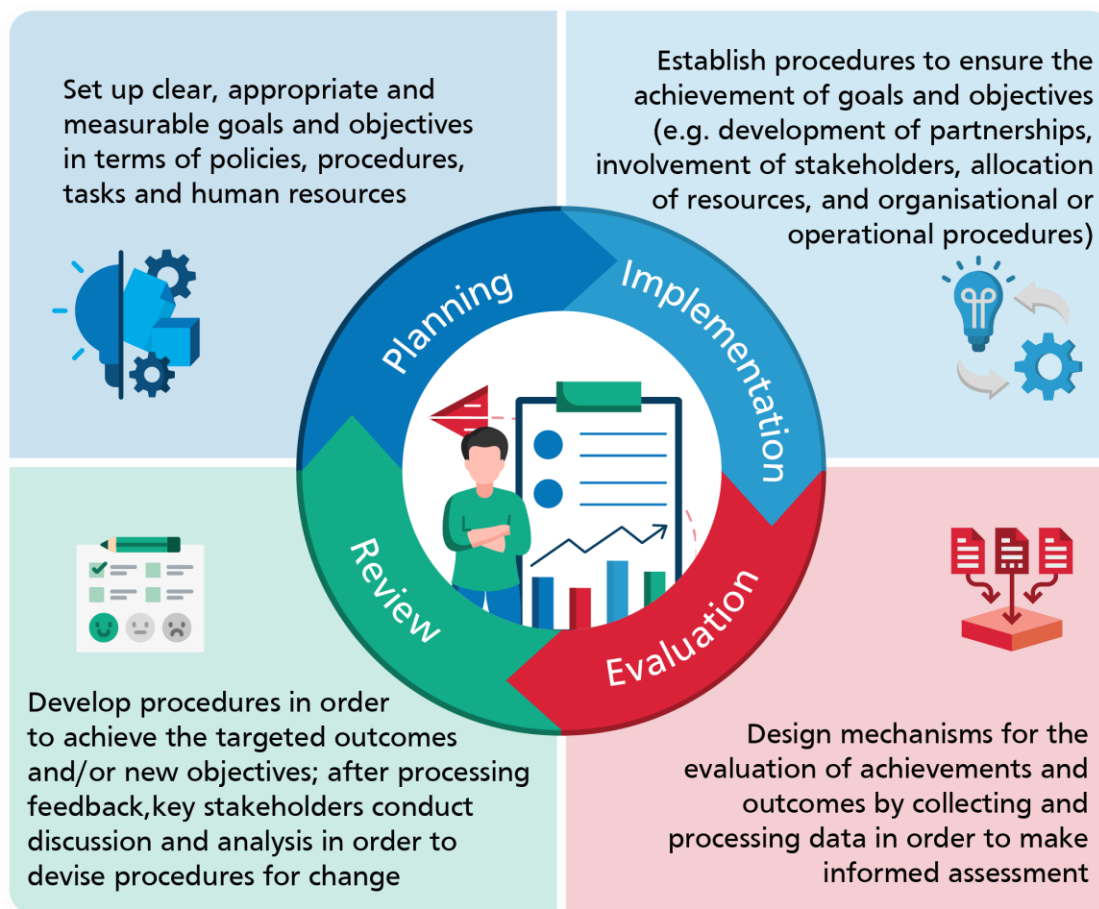 Set up clear, appropriate and
measurable goals and objectives
in terms of policies, procedures,
tasks and human resources
Establish procedures to ensure the
achievement of goals and objectives
(e.g. development of partnerships,
involvement of stakeholders, allocation
of resources, and organisational or
operational procedures)
Planning
Implementation
Review
Evaluation
Develop procedures in order
to achieve the targeted outcomes
and/or new objectives; after processing
feedback,key stakeholders conduct
discussion and analysis in order to
devise procedures for change
Design mechanisms for the
evaluation of achievements and
outcomes by collecting and
processing data in order to make
informed assessment